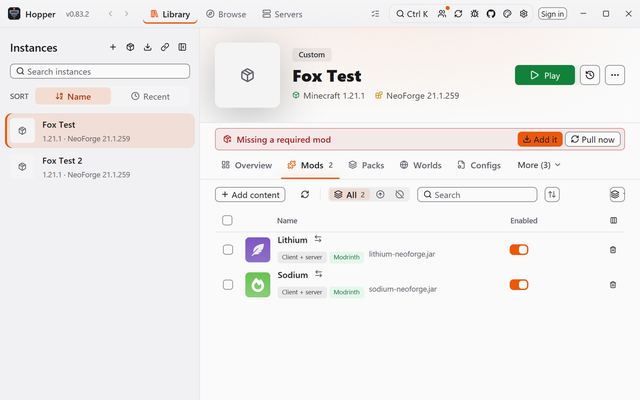 Hopper v0.83.2
Library
Browse
Servers
Ctrl K
Sign in
Instances
Search instances
SORT
Name
Recent
Fox Test
1.21.1 · NeoForge 21.1.259
Fox Test 2
1.21.1 · NeoForge 21.1.259
Custom
Fox Test
Minecraft 1.21.1 NeoForge 21.1.259
Play
Missing a required mod
Add it
Pull now
Overview
Mods 2
Packs
Worlds
Configs
More (3)
Add content
All 2
Search
Name
Enabled
Lithium
Client + server Modrinth lithium-neoforge.jar
Sodium
Client + server Modrinth sodium-neoforge.jar